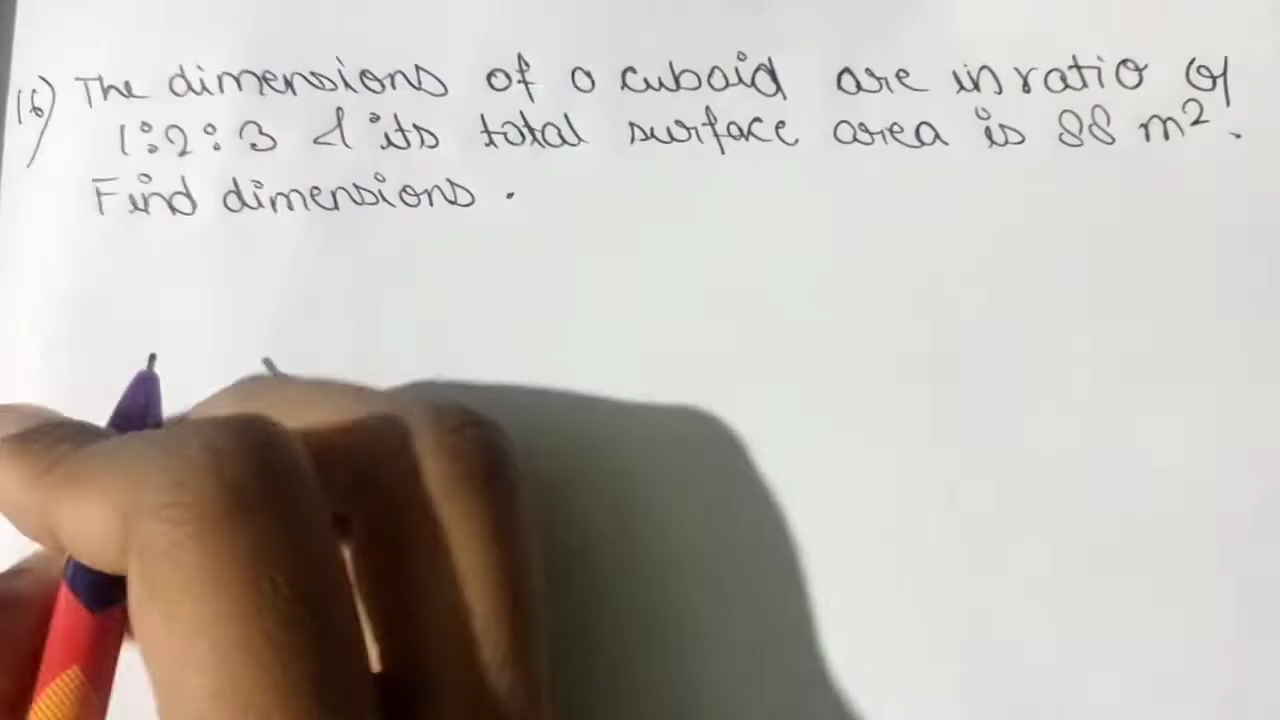 16) The dimensions of a cuboid are in ratio of
1:2:3 & its total surface area is 88 m².
Find dimensions.